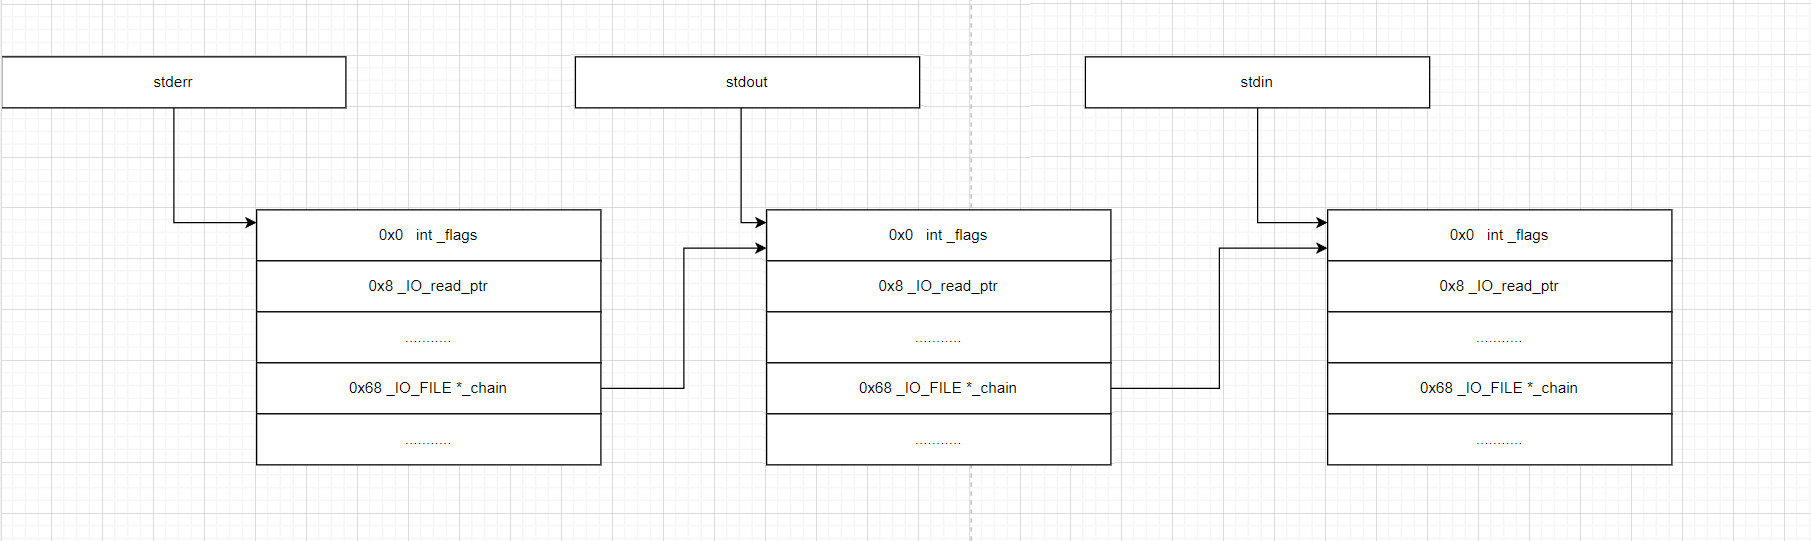 stderr
stdout
stdin
0x0 int _flags
0x8 _IO_read_ptr
...........
0x68 _IO_FILE *_chain
...........
0x0 int _flags
0x8 _IO_read_ptr
...........
0x68 _IO_FILE *_chain
...........
0x0 int _flags
0x8 _IO_read_ptr
...........
0x68 _IO_FILE *_chain
...........